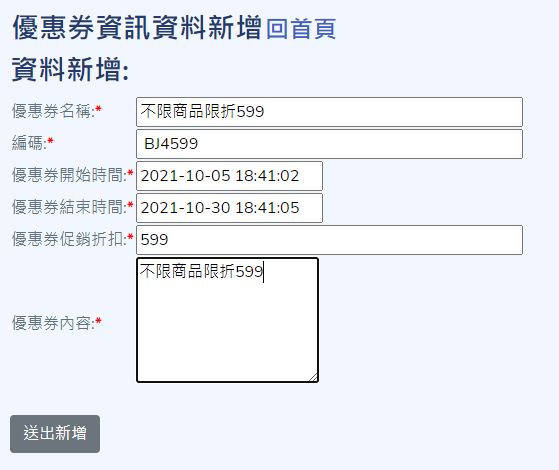 優惠券資訊資料新增回首頁
資料新增:
優惠券名稱:* 不限商品限折599
編碼:* BJ4599
優惠券開始時間:* 2021-10-05 18:41:02
優惠券結束時間:* 2021-10-30 18:41:05
優惠券促銷折扣:* 599
不限商品限折599
優惠券內容:*
送出新增